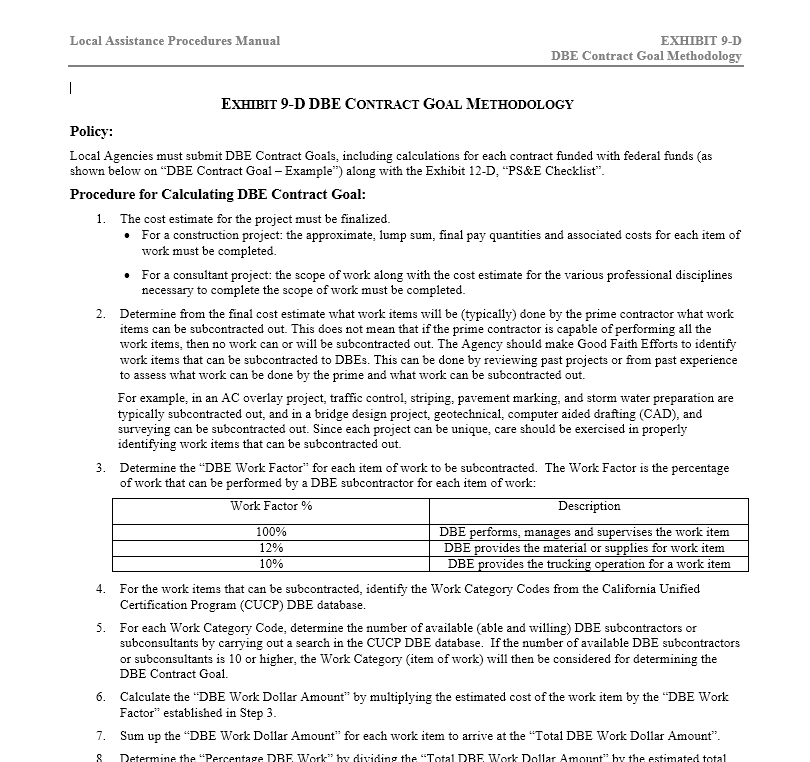 Local Assistance Procedures Manual
EXHIBIT 9-D
DBE Contract Goal Methodology
EXHIBIT 9-D DBE CONTRACT GOAL METHODOLOGY
Policy:
Local Agencies must submit DBE Contract Goals, including calculations for each contract funded with federal funds (as
shown below on “DBE Contract Goal – Example”) along with the Exhibit 12-D, “PS&E Checklist”.
Procedure for Calculating DBE Contract Goal:
1. The cost estimate for the project must be finalized.
• For a construction project: the approximate, lump sum, final pay quantities and associated costs for each item of
work must be completed.
• For a consultant project: the scope of work along with the cost estimate for the various professional disciplines
necessary to complete the scope of work must be completed.
2. Determine from the final cost estimate what work items will be (typically) done by the prime contractor what work
items can be subcontracted out. This does not mean that if the prime contractor is capable of performing all the
work items, then no work can or will be subcontracted out. The Agency should make Good Faith Efforts to identify
work items that can be subcontracted to DBEs. This can be done by reviewing past projects or from past experience
to assess what work can be done by the prime and what work can be subcontracted out.
For example, in an AC overlay project, traffic control, striping, pavement marking, and storm water preparation are
typically subcontracted out, and in a bridge design project, geotechnical, computer aided drafting (CAD), and
surveying can be subcontracted out. Since each project can be unique, care should be exercised in properly
identifying work items that can be subcontracted out.
3. Determine the “DBE Work Factor” for each item of work to be subcontracted. The Work Factor is the percentage
of work that can be performed by a DBE subcontractor for each item of work:
Work Factor % Description
100% DBE performs, manages and supervises the work item
12% DBE provides the material or supplies for work item
10% DBE provides the trucking operation for a work item
4. For the work items that can be subcontracted, identify the Work Category Codes from the California Unified
Certification Program (CUCP) DBE database.
5. For each Work Category Code, determine the number of available (able and willing) DBE subcontractors or
subconsultants by carrying out a search in the CUCP DBE database. If the number of available DBE subcontractors
or subconsultants is 10 or higher, the Work Category (item of work) will then be considered for determining the
DBE Contract Goal.
6. Calculate the “DBE Work Dollar Amount” by multiplying the estimated cost of the work item by the “DBE Work
Factor” established in Step 3.
7. Sum up the “DBE Work Dollar Amount” for each work item to arrive at the “Total DBE Work Dollar Amount”.
8 Determine the “Percentage DBE Work” by dividing the “Total DBE Work Dollar Amount” by the estimated total